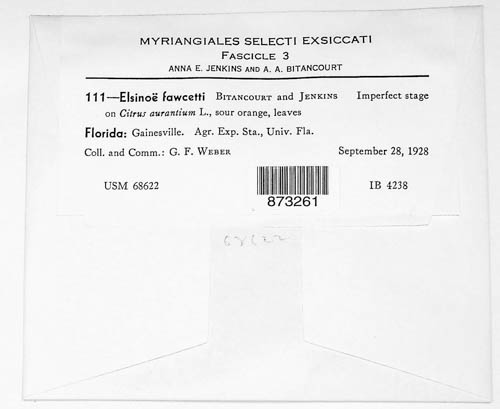 MYRIANGIALES SELECTI EXSICCATI
FASCICLE 3
ANNA E. JENKINS AND A. A. BITANCOURT
111—Elsinoë fawcetti BITANCOURT and JENKINS Imperfect stage
on Citrus aurantium L., sour orange, leaves
Florida: Gainesville. Agr. Exp. Sta., Univ. Fla.
Coll. and Comm.: G. F. WEBER September 28, 1928
USM 68622 IB 4238
873261